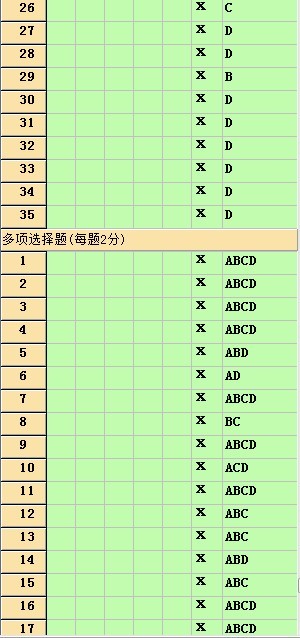 26 X C
27 X D
28 X D
29 X B
30 X D
31 X D
32 X D
33 X D
34 X D
35 X D
多项选择题(每题2分)
1 X ABCD
2 X ABCD
3 X ABCD
4 X ABCD
5 X ABD
6 X AD
7 X ABCD
8 X BC
9 X ABCD
10 X ACD
11 X ABCD
12 X ABC
13 X ABC
14 X ABD
15 X ABC
16 X ABCD
17 X ABCD